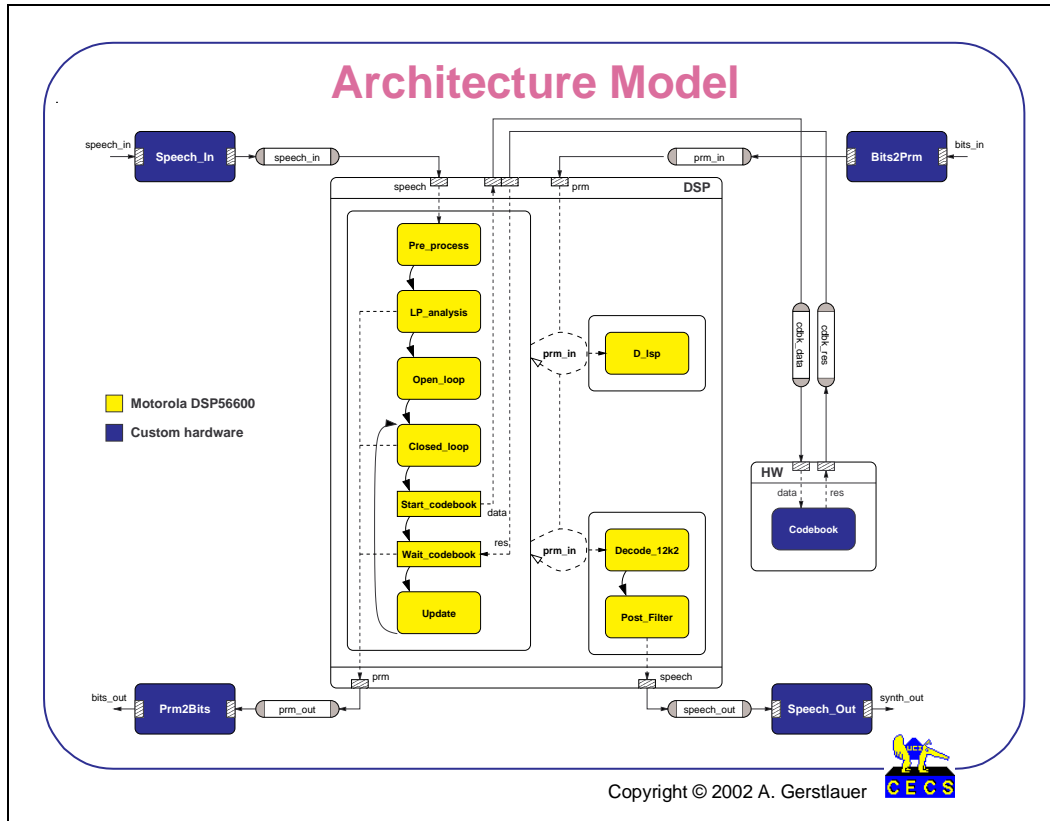 Architecture Model
speech_in
Speech_In
speech_in
prm_in
Bits2Prm
bits_in
speech
prm
DSP
Pre_process
LP_analysis
Open_loop
Closed_loop
Start_codebook
data
res
Wait_codebook
Update
prm_in
D_lsp
prm_in
Decode_12k2
Post_Filter
cdbk_data
cdbk_res
HW
data
res
Codebook
Motorola DSP56600
Custom hardware
prm
speech
bits_out
Prm2Bits
prm_out
speech_out
Speech_Out
synth_out
UCI
CECS
Copyright © 2002 A. Gerstlauer